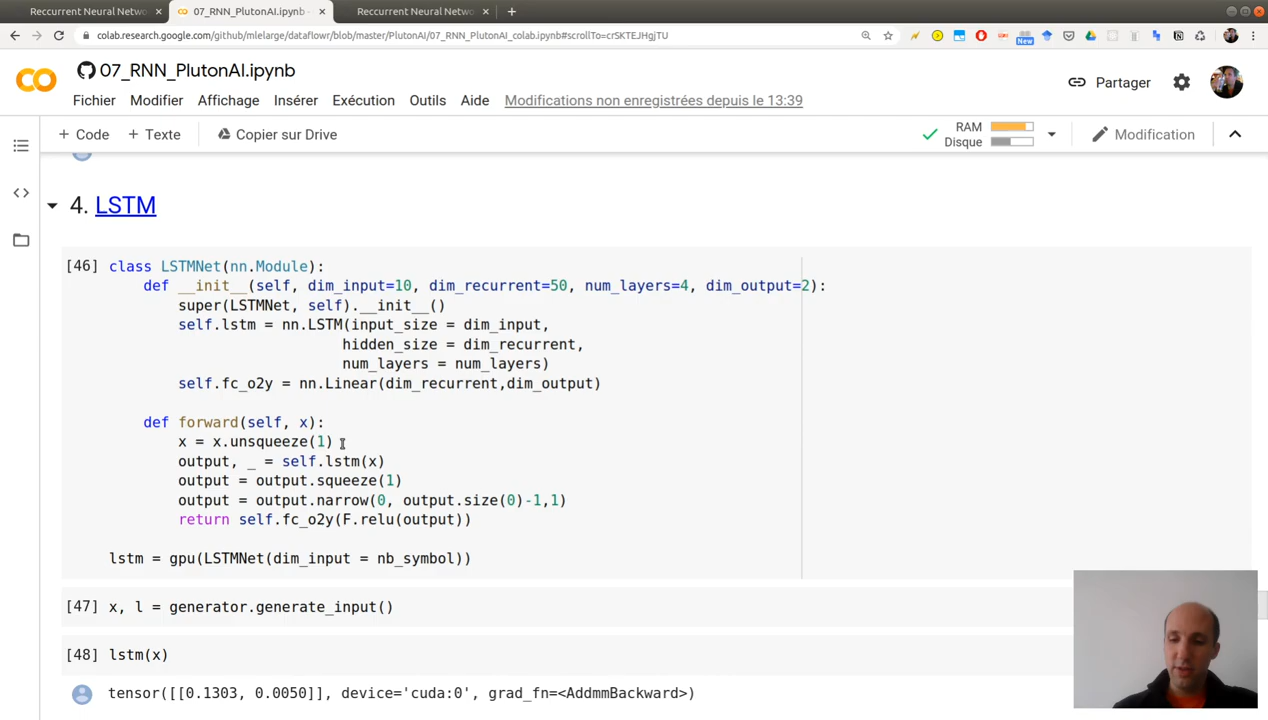 Reccurrent Neural Netwo
07_RNN_PlutonAI.ipynb
Reccurrent Neural Netwo
colab.research.google.com/github/mlelarge/dataflowr/blob/master/PlutonAI/07_RNN_PlutonAI_colab.ipynb#scrollTo=crSKTEJHgjTU
New
07_RNN_PlutonAI.ipynb
Partager
Fichier Modifier Affichage Insérer Exécution Outils Aide Modifications non enregistrées depuis le 13:39
+ Code + Texte Copier sur Drive
RAM
Disque
Modification
4. LSTM
[46] class LSTMNet(nn.Module):
def __init__(self, dim_input=10, dim_recurrent=50, num_layers=4, dim_output=2):
super(LSTMNet, self).__init__()
self.lstm = nn.LSTM(input_size = dim_input,
hidden_size = dim_recurrent,
num_layers = num_layers)
self.fc_o2y = nn.Linear(dim_recurrent,dim_output)
def forward(self, x):
x = x.unsqueeze(1)
output, _ = self.lstm(x)
output = output.squeeze(1)
output = output.narrow(0, output.size(0)-1,1)
return self.fc_o2y(F.relu(output))
lstm = gpu(LSTMNet(dim_input = nb_symbol))
[47] x, l = generator.generate_input()
[48] lstm(x)
tensor([[0.1303, 0.0050]], device='cuda:0', grad_fn=<AddmmBackward>)